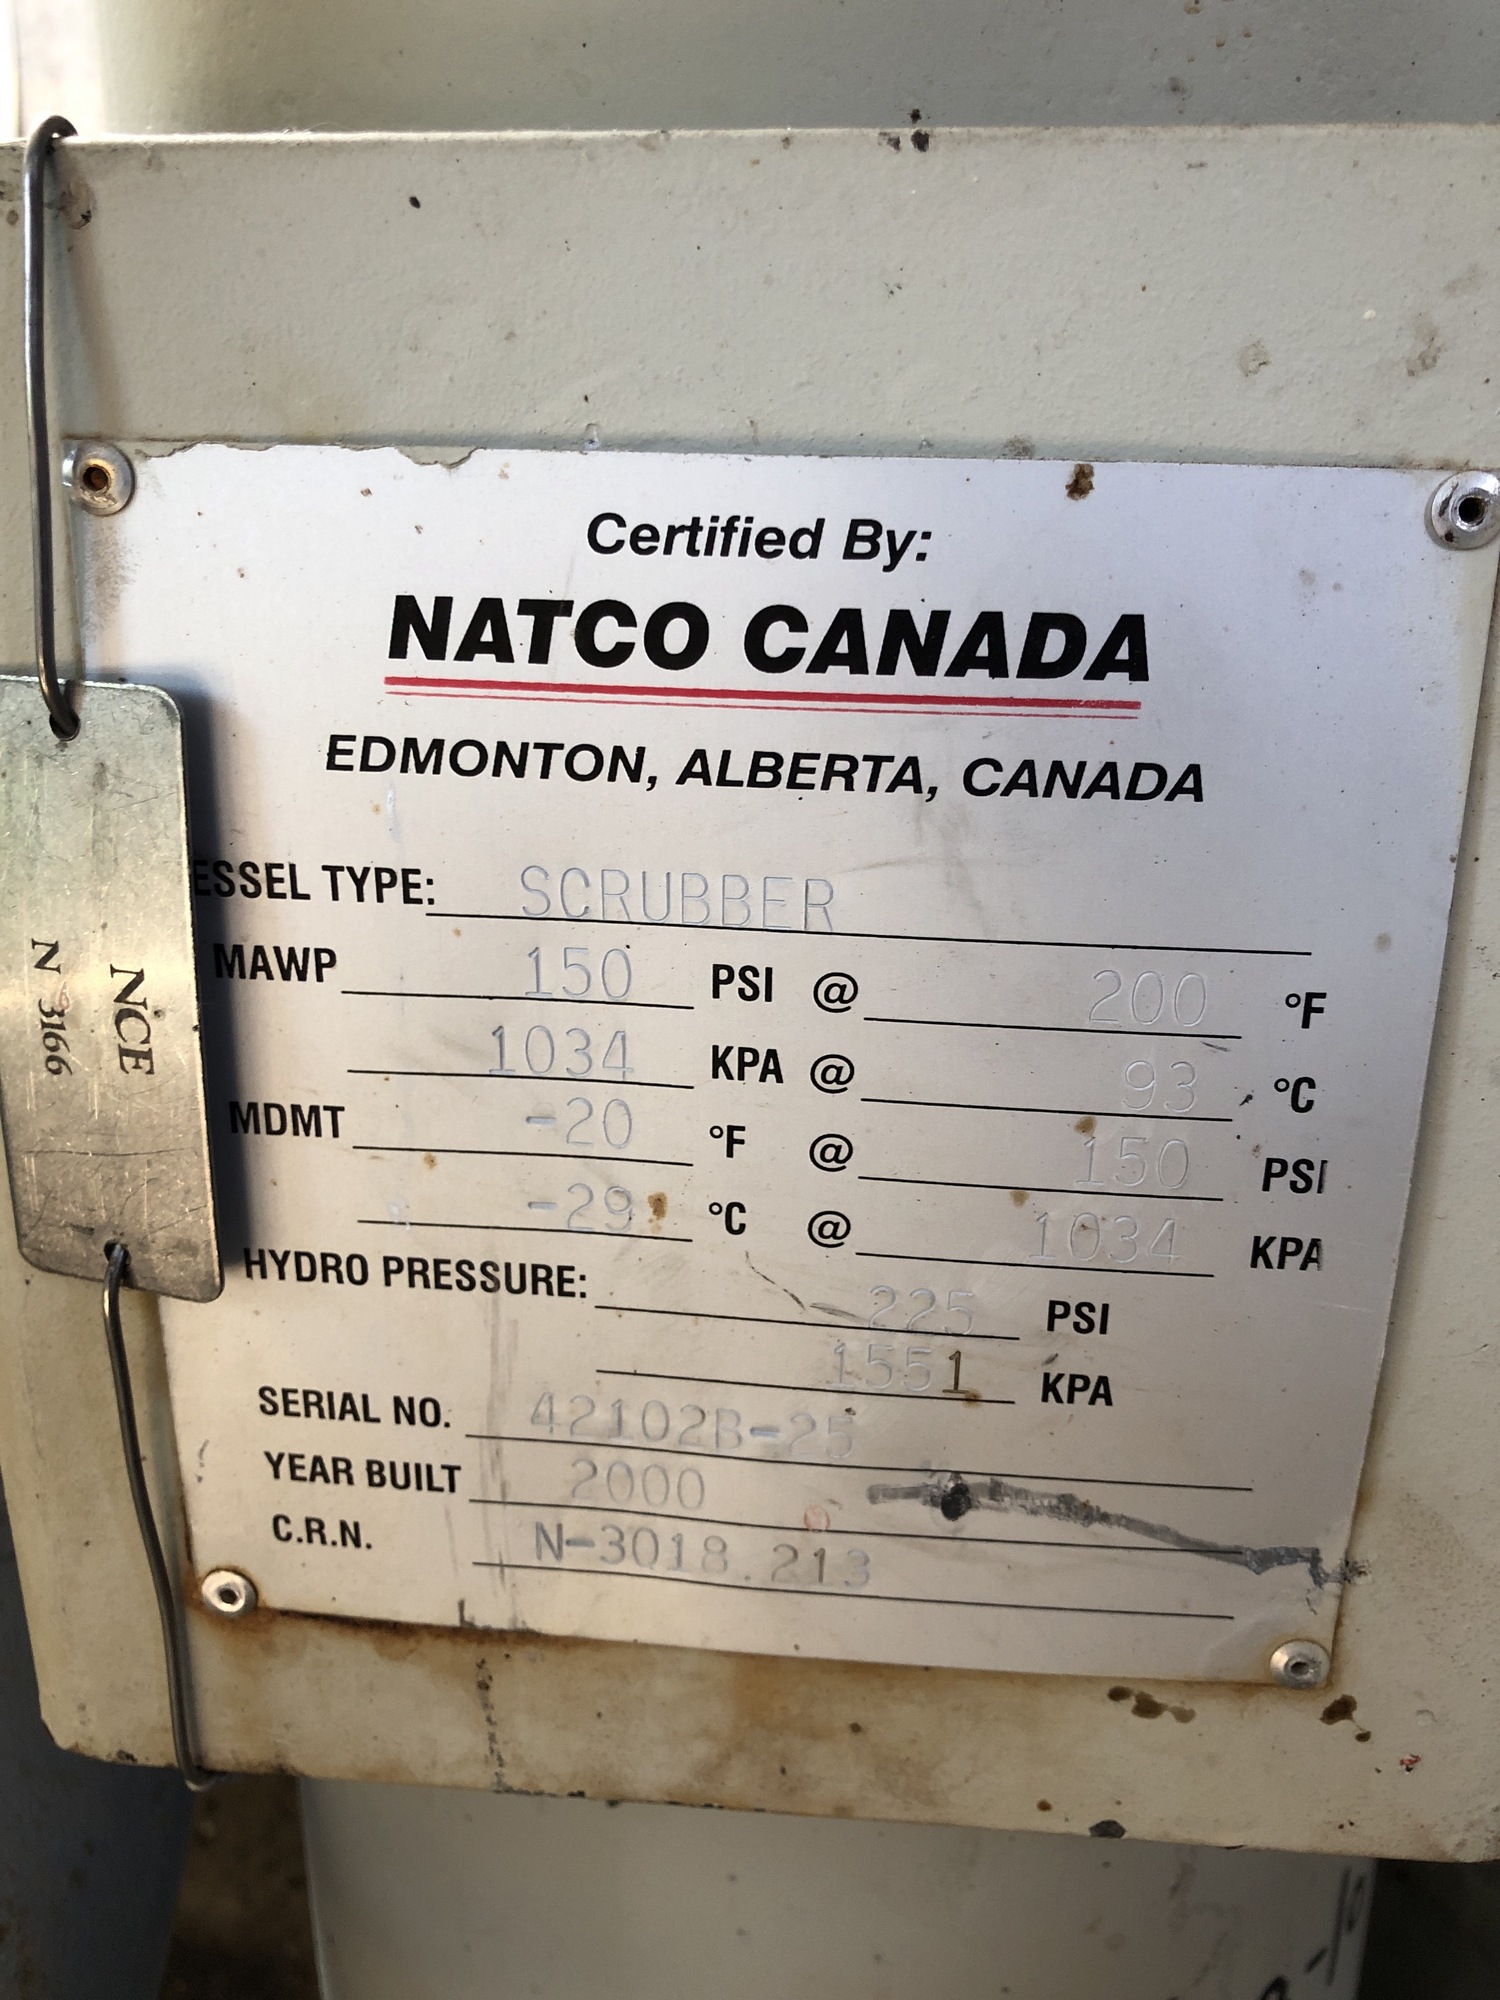 Certified By:
NATCO CANADA
EDMONTON, ALBERTA, CANADA
ESSEL TYPE: SCRUBBER
MAWP 150 PSI @ 200 °F
1034 KPA @ 93 °C
MDMT -20 °F @ 150 PSI
-29 °C @ 1034 KPA
HYDRO PRESSURE: 225 PSI
1551 KPA
SERIAL NO. 42102B-25
YEAR BUILT 2000
C.R.N. N-3018.213
NCE
N 3166